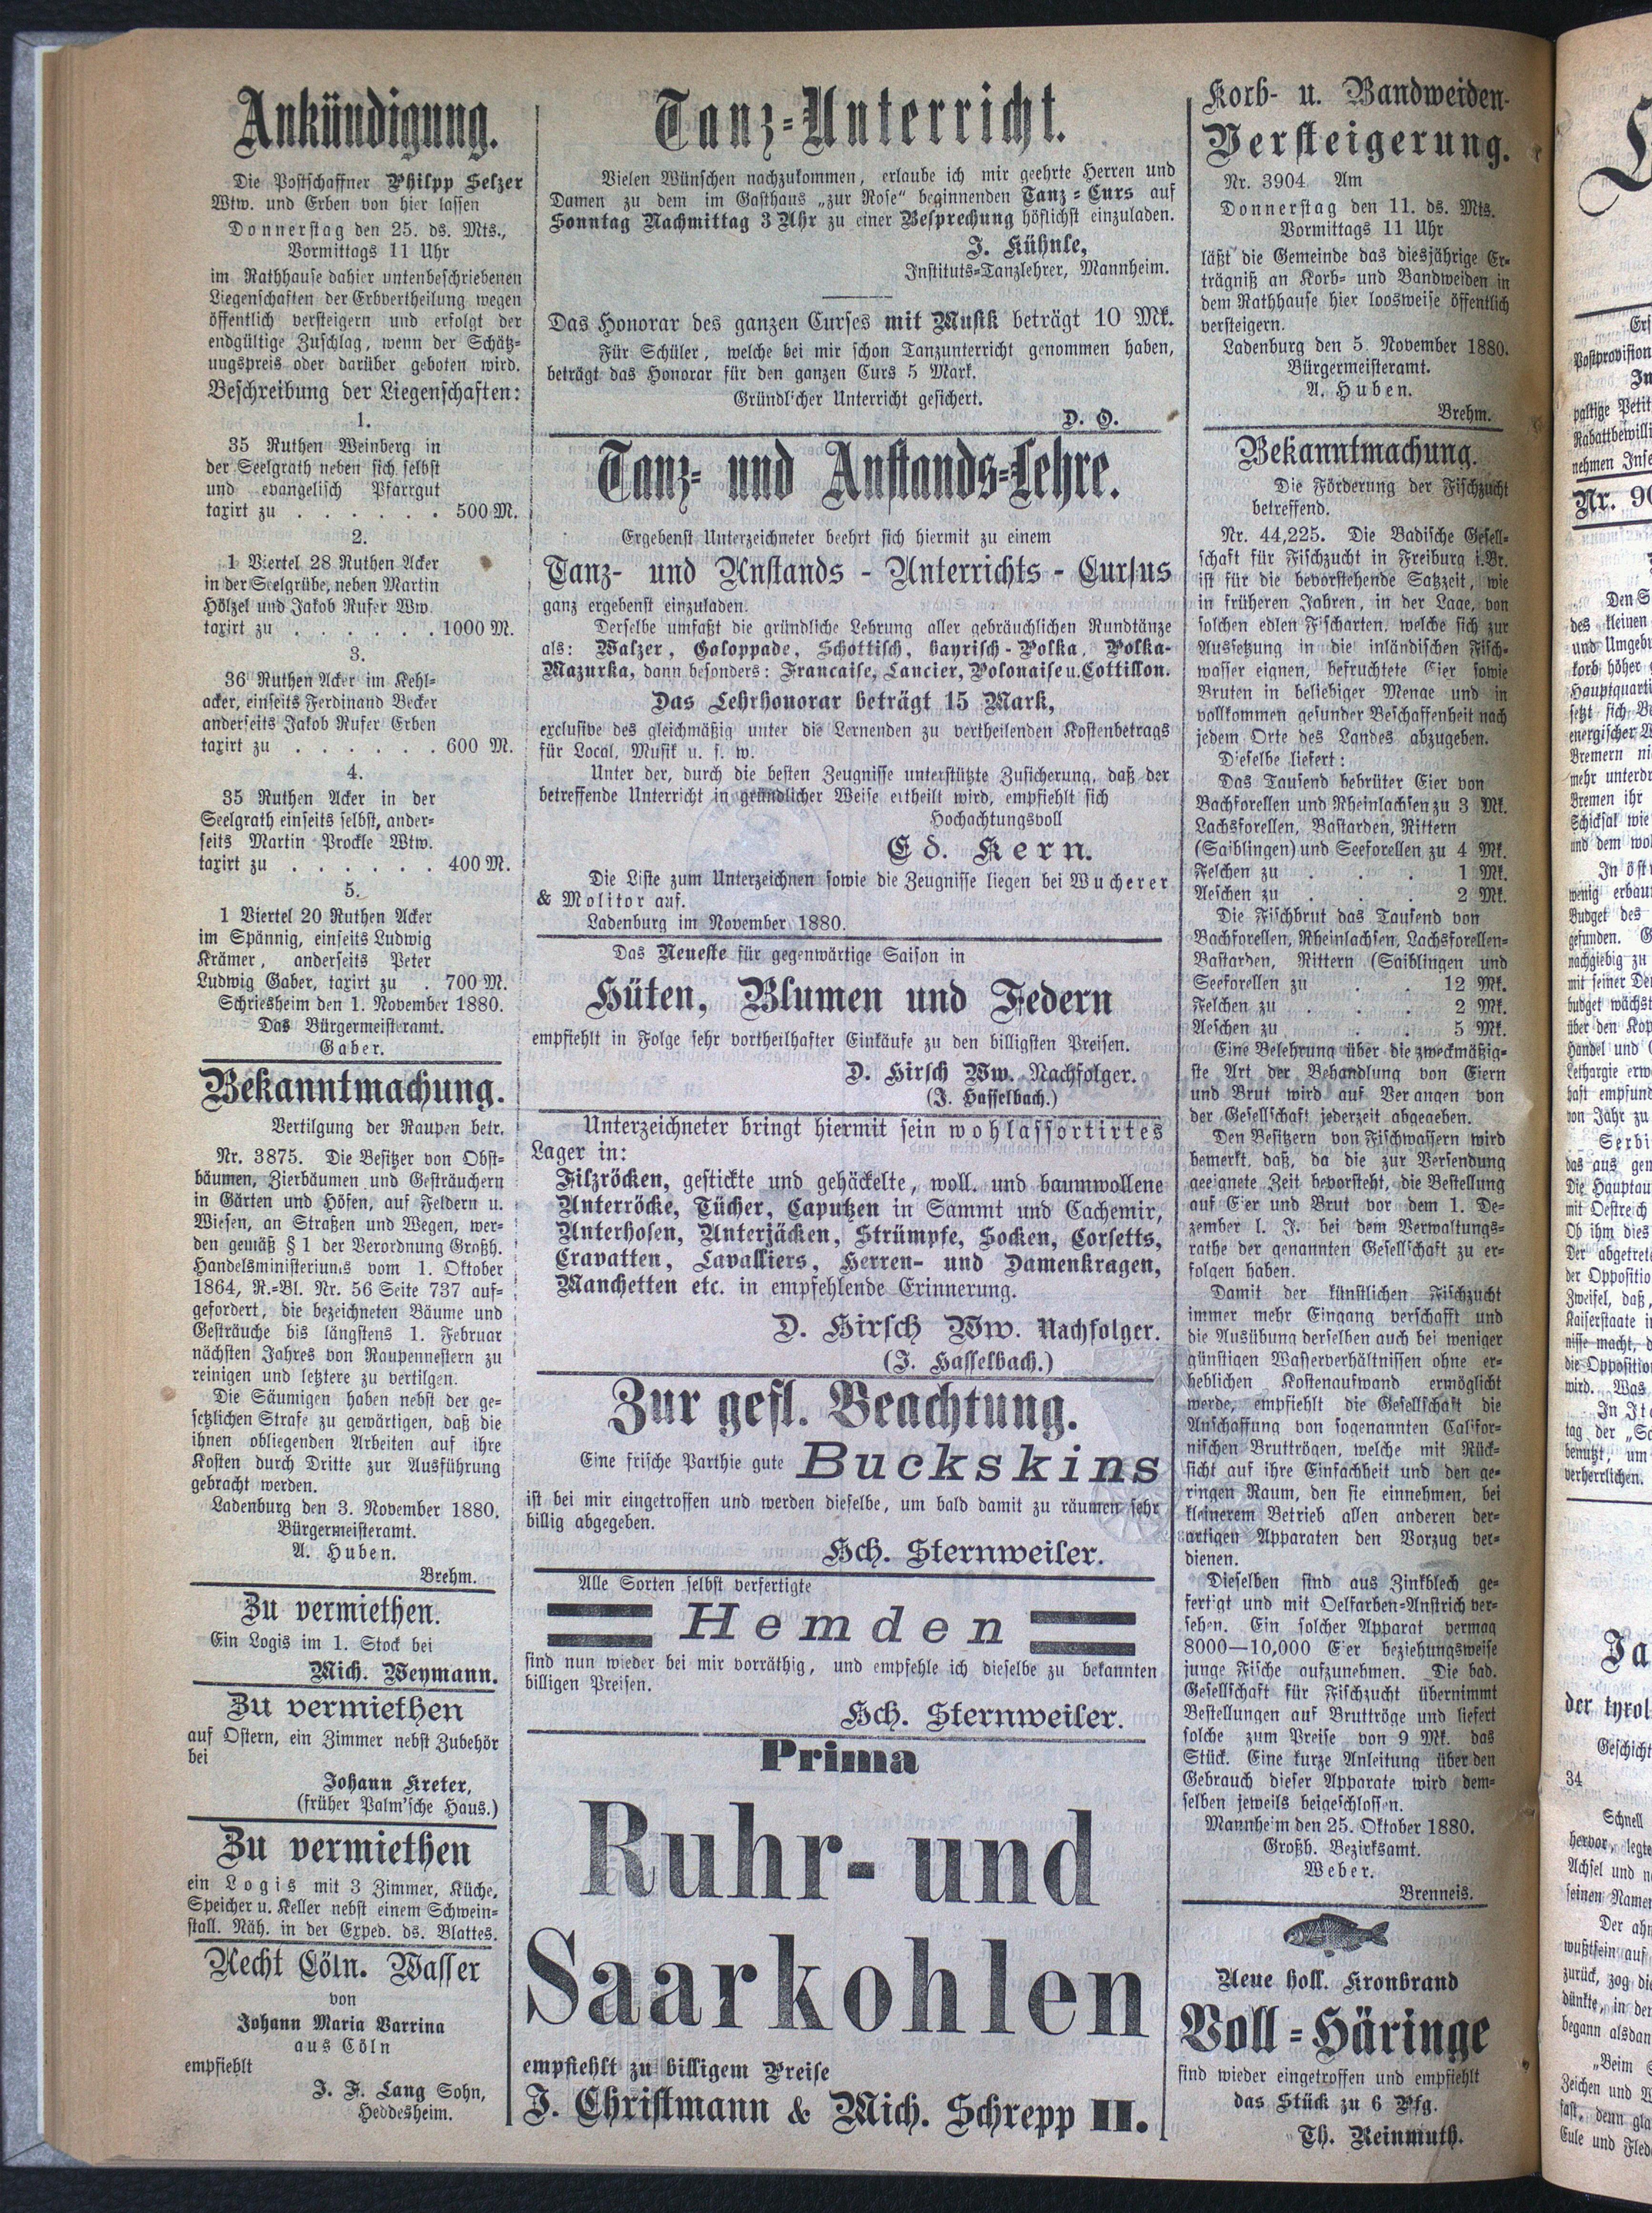 Ankündigung.
Die Postschaffner Philpp Selzer
Wtw. und Erben von hier lassen
Donnerstag den 25. ds. Mts.,
Vormittags 11 Uhr
im Rathhause dahier untenbeschriebenen
Liegenschaften der Erbvertheilung wegen
öffentlich versteigern und erfolgt der
endgültige Zuschlag, wenn der Schätz-
ungspreis oder darüber geboten wird.
Beschreibung der Liegenschaften:
1.
35 Ruthen Weinberg in
der Seelgrath neben sich selbst
und evangelisch Pfarrgut
taxirt zu . . . . . . 500 M.
2.
1 Viertel 28 Ruthen Acker
in der Seelgrübe, neben Martin
Hölzel und Jakob Rufer Ww.
taxirt zu . . . . . . 1000 M.
3.
36 Ruthen Acker im Kehl-
acker, einseits Ferdinand Becker
anderseits Jakob Rufer Erben
taxirt zu . . . . . . 600 M.
4.
35 Ruthen Acker in der
Seelgrath einseits selbst, ander-
seits Martin Prockle Wtw.
taxirt zu . . . . . . 400 M.
5.
1 Viertel 20 Ruthen Acker
im Spännig, einseits Ludwig
Krämer, anderseits Peter
Ludwig Gaber, taxirt zu . 700 M.
Schriesheim den 1. November 1880.
Das Bürgermeisteramt.
Gaber.
Bekanntmachung.
Vertilgung der Raupen betr.
Nr. 3875. Die Besitzer von Obst-
bäumen, Zierbäumen und Gesträuchern
in Gärten und Höfen, auf Feldern u.
Wiesen, an Straßen und Wegen, wer-
den gemäß § 1 der Verordnung Großh.
Handelsministeriums vom 1. Oktober
1864, R.-Bl. Nr. 56 Seite 737 auf-
gefordert, die bezeichneten Bäume und
Gesträuche bis längstens 1. Februar
nächsten Jahres von Raupennestern zu
reinigen und letztere zu vertilgen.
Die Säumigen haben nebst der ge-
setzlichen Strafe zu gewärtigen, daß die
ihnen obliegenden Arbeiten auf ihre
Kosten durch Dritte zur Ausführung
gebracht werden.
Ladenburg den 3. November 1880.
Bürgermeisteramt.
A. Huben.
Brehm.
Zu vermiethen.
Ein Logis im 1. Stock bei
Mich. Weymann.
Zu vermiethen
auf Ostern, ein Zimmer nebst Zubehör
bei
Johann Kreter,
(früher Palm'sche Haus.)
Zu vermiethen
ein Logis mit 3 Zimmer, Küche,
Speicher u. Keller nebst einem Schwein-
stall. Näh. in der Exped. ds. Blattes.
Aecht Cöln. Wasser
von
Johann Maria Varrina
aus Cöln
empfiehlt
J. F. Lang Sohn,
Heddesheim.
Tanz-Unterricht.
Vielen Wünschen nachzukommen, erlaube ich mir geehrte Herren und
Damen zu dem im Gasthaus „zur Rose“ beginnenden Tanz-Curs auf
Sonntag Nachmittag 3 Uhr zu einer Besprechung höflichst einzuladen.
J. Kühnle,
Instituts-Tanzlehrer, Mannheim.
Das Honorar des ganzen Curses mit Musik beträgt 10 Mk.
Für Schüler, welche bei mir schon Tanzunterricht genommen haben,
beträgt das Honorar für den ganzen Curs 5 Mark.
Gründlicher Unterricht gesichert.
D. O.
Tanz- und Anstands-Lehre.
Ergebenst Unterzeichneter beehrt sich hiermit zu einem
Tanz- und Anstands - Unterrichts - Cursus
ganz ergebenst einzuladen.
Derselbe umfaßt die gründliche Lehrung aller gebräuchlichen Rundtänze
als: Walzer, Galoppade, Schottisch, bayrisch-Polka, Polka-
Mazurka, dann besonders: Francaise, Lancier, Polonaise u. Cottillon.
Das Lehrhonorar beträgt 15 Mark,
exclusive des gleichmäßig unter die Lernenden zu vertheilenden Kostenbetrags
für Local, Musik u. s. w.
Unter der, durch die besten Zeugnisse unterstützte Zusicherung, daß der
betreffende Unterricht in gründlicher Weise ertheilt wird, empfiehlt sich
Hochachtungsvoll
Ed. Kern.
Die Liste zum Unterzeichnen sowie die Zeugnisse liegen bei Wucherer
& Molitor auf.
Ladenburg im November 1880.
Das Neueste für gegenwärtige Saison in
Hüten, Blumen und Federn
empfiehlt in Folge sehr vortheilhafter Einkäufe zu den billigsten Preisen.
D. Hirsch Ww. Nachfolger.
(J. Hasselbach.)
Unterzeichneter bringt hiermit sein wohlassortirtes
Lager in:
Filzröcken, gestickte und gehäckelte, woll. und baumwollene
Unterröcke, Tücher, Caputzen in Sammt und Cachemir,
Unterhosen, Unterjäcken, Strümpfe, Socken, Corsetts,
Cravatten, Lavalliers, Herren- und Damenkragen,
Manchetten etc. in empfehlende Erinnerung.
D. Hirsch Ww. Nachfolger.
(J. Hasselbach.)
Zur gefl. Beachtung.
Eine frische Parthie gute Buckskins
ist bei mir eingetroffen und werden dieselbe, um bald damit zu räumen sehr
billig abgegeben.
Hch. Sternweiler.
Alle Sorten selbst verfertigte
Hemden
sind nun wieder bei mir vorräthig, und empfehle ich dieselbe zu bekannten
billigen Preisen.
Hch. Sternweiler.
Prima
Ruhr- und
Saarkohlen
empfiehlt zu billigem Preise
J. Christmann & Mich. Schrepp II.
Korb- u. Bandweiden-
Versteigerung.
Nr. 3904 Am
Donnerstag den 11. ds. Mts.
Vormittags 11 Uhr
läßt die Gemeinde das diesjährige Er-
trägniß an Korb- und Bandweiden in
dem Rathhause hier loosweise öffentlich
versteigern.
Ladenburg den 5. November 1880.
Bürgermeisteramt.
A. Huben.
Brehm.
Bekanntmachung.
Die Förderung der Fischzucht
betreffend.
Nr. 44,225. Die Badische Gesell-
schaft für Fischzucht in Freiburg i.Br.
ist für die bevorstehende Satzzeit, wie
in früheren Jahren, in der Lage, von
solchen edlen Fischarten, welche sich zur
Aussetzung in die inländischen Fisch-
wasser eignen, befruchtete Eier sowie
Bruten in beliebiger Menge und in
vollkommen gesunder Beschaffenheit nach
jedem Orte des Landes abzugeben.
Dieselbe liefert:
Das Tausend bebrüter Eier von
Bachforellen und Rheinlachsen zu 3 Mk.
Lachsforellen, Bastarden, Rittern
(Saiblingen) und Seeforellen zu 4 Mk.
Felchen zu . . . 1 Mk.
Aeschen zu . . . 2 Mk.
Die Fischbrut das Tausend von
Bachforellen, Rheinlachsen, Lachsforellen-
Bastarden, Rittern (Saiblingen und
Seeforellen zu . . 12 Mk.
Felchen zu . . . 2 Mk.
Aeschen zu . . . 5 Mk.
Eine Belehrung über die zweckmäßig-
ste Art der Behandlung von Eiern
und Brut wird auf Verlangen von
der Gesellschaft jederzeit abgegeben.
Den Besitzern von Fischwassern wird
bemerkt, daß, da die zur Versendung
geeignete Zeit bevorsteht, die Bestellung
auf Eier und Brut vor dem 1. De-
zember l. J. bei dem Verwaltungs-
rathe der genannten Gesellschaft zu er-
folgen haben.
Damit der künstlichen Fischzucht
immer mehr Eingang verschafft und
die Ausübung derselben auch bei weniger
günstigen Wasserverhältnissen ohne er-
heblichen Kostenaufwand ermöglicht
werde, empfiehlt die Gesellschaft die
Anschaffung von sogenannten Califor-
nischen Bruttrögen, welche mit Rück-
sicht auf ihre Einfachheit und den ge-
ringen Raum, den sie einnehmen, bei
kleinerem Betrieb allen anderen der-
artigen Apparaten den Vorzug ver-
dienen.
Dieselben sind aus Zinkblech ge-
fertigt und mit Oelfarben-Anstrich ver-
sehen. Ein solcher Apparat vermag
8000—10,000 Eier beziehungsweise
junge Fische aufzunehmen. Die bad.
Gesellschaft für Fischzucht übernimmt
Bestellungen auf Bruttröge und liefert
solche zum Preise von 9 Mk. das
Stück. Eine kurze Anleitung über den
Gebrauch dieser Apparate wird dem-
selben jeweils beigeschlossen.
Mannheim den 25. Oktober 1880.
Großh. Bezirksamt.
Weber.
Brenneis.
Neue holl. Kronbrand
Voll-Häringe
sind wieder eingetroffen und empfiehlt
das Stück zu 6 Pfg.
Th. Reinmuth.